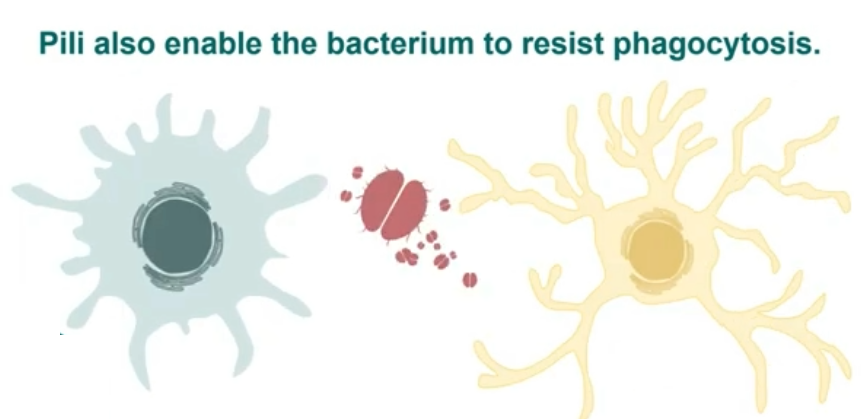 Pili also enable the bacterium to resist phagocytosis.